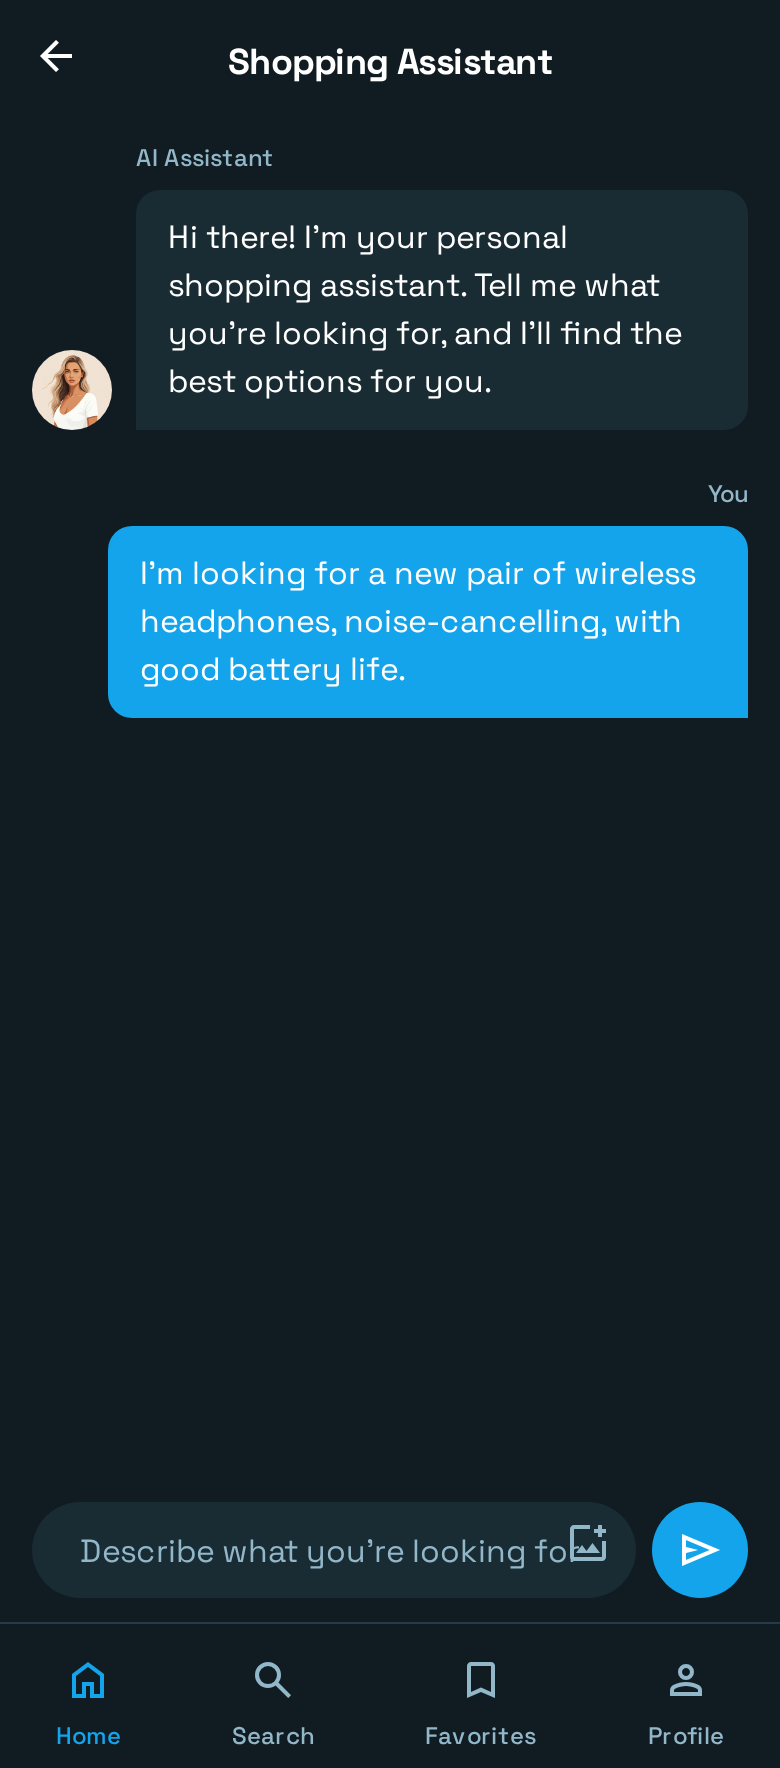 Shopping Assistant
AI Assistant
Hi there! I'm your personal
shopping assistant. Tell me what
you're looking for, and I'll find the
best options for you.
You
I'm looking for a new pair of wireless
headphones, noise-cancelling, with
good battery life.
Describe what you're looking for
Home
Search
Favorites
Profile